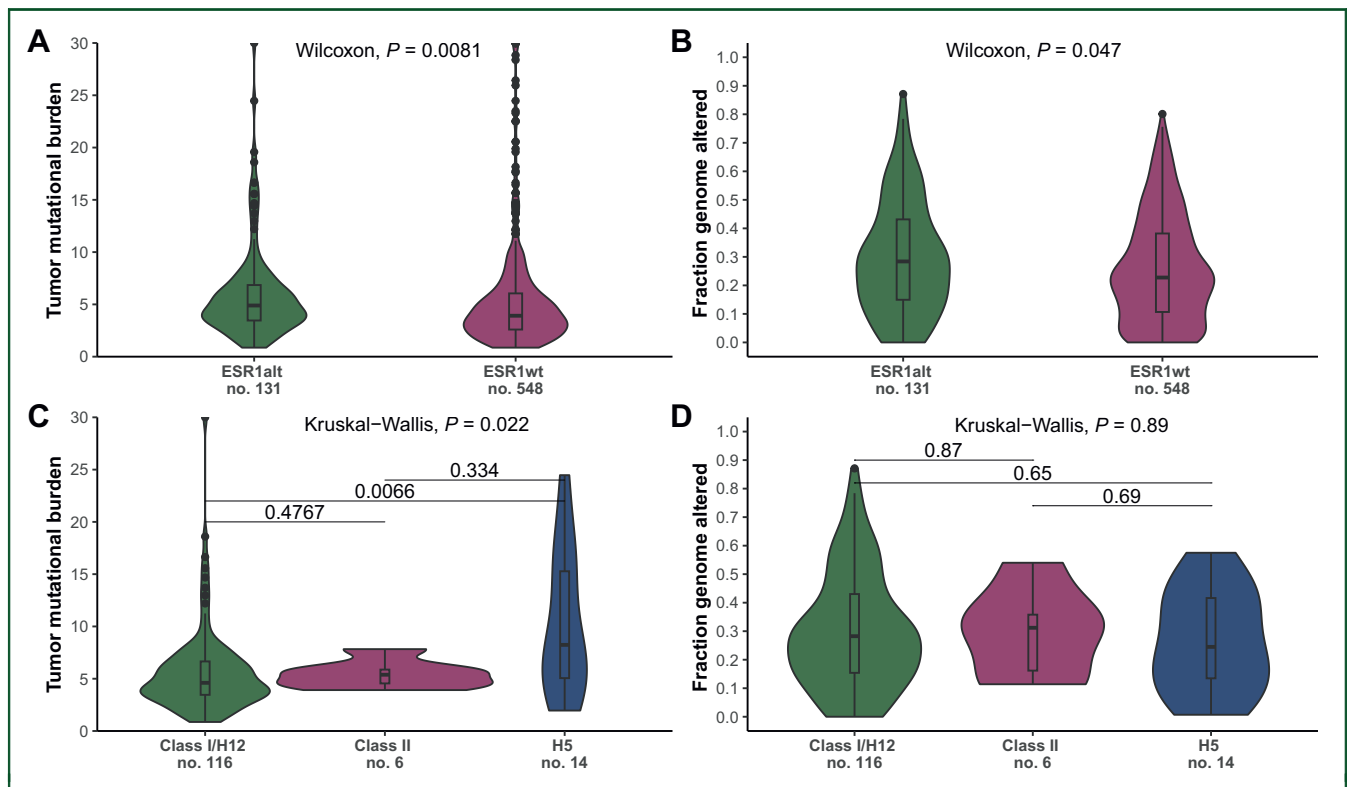 A
Wilcoxon, P = 0.0081
Tumor mutational burden
30
25
20
15
10
5
0
ESR1alt
no. 131
ESR1wt
no. 548
B
Wilcoxon, P = 0.047
Fraction genome altered
1.0
0.9
0.8
0.7
0.6
0.5
0.4
0.3
0.2
0.1
0.0
ESR1alt
no. 131
ESR1wt
no. 548
C
Kruskal−Wallis, P = 0.022
Tumor mutational burden
30
25
20
15
10
5
0
0.334
0.0066
0.4767
Class I/H12
no. 116
Class II
no. 6
H5
no. 14
D
Kruskal−Wallis, P = 0.89
Fraction genome altered
1.0
0.9
0.8
0.7
0.6
0.5
0.4
0.3
0.2
0.1
0.0
0.87
0.65
0.69
Class I/H12
no. 116
Class II
no. 6
H5
no. 14